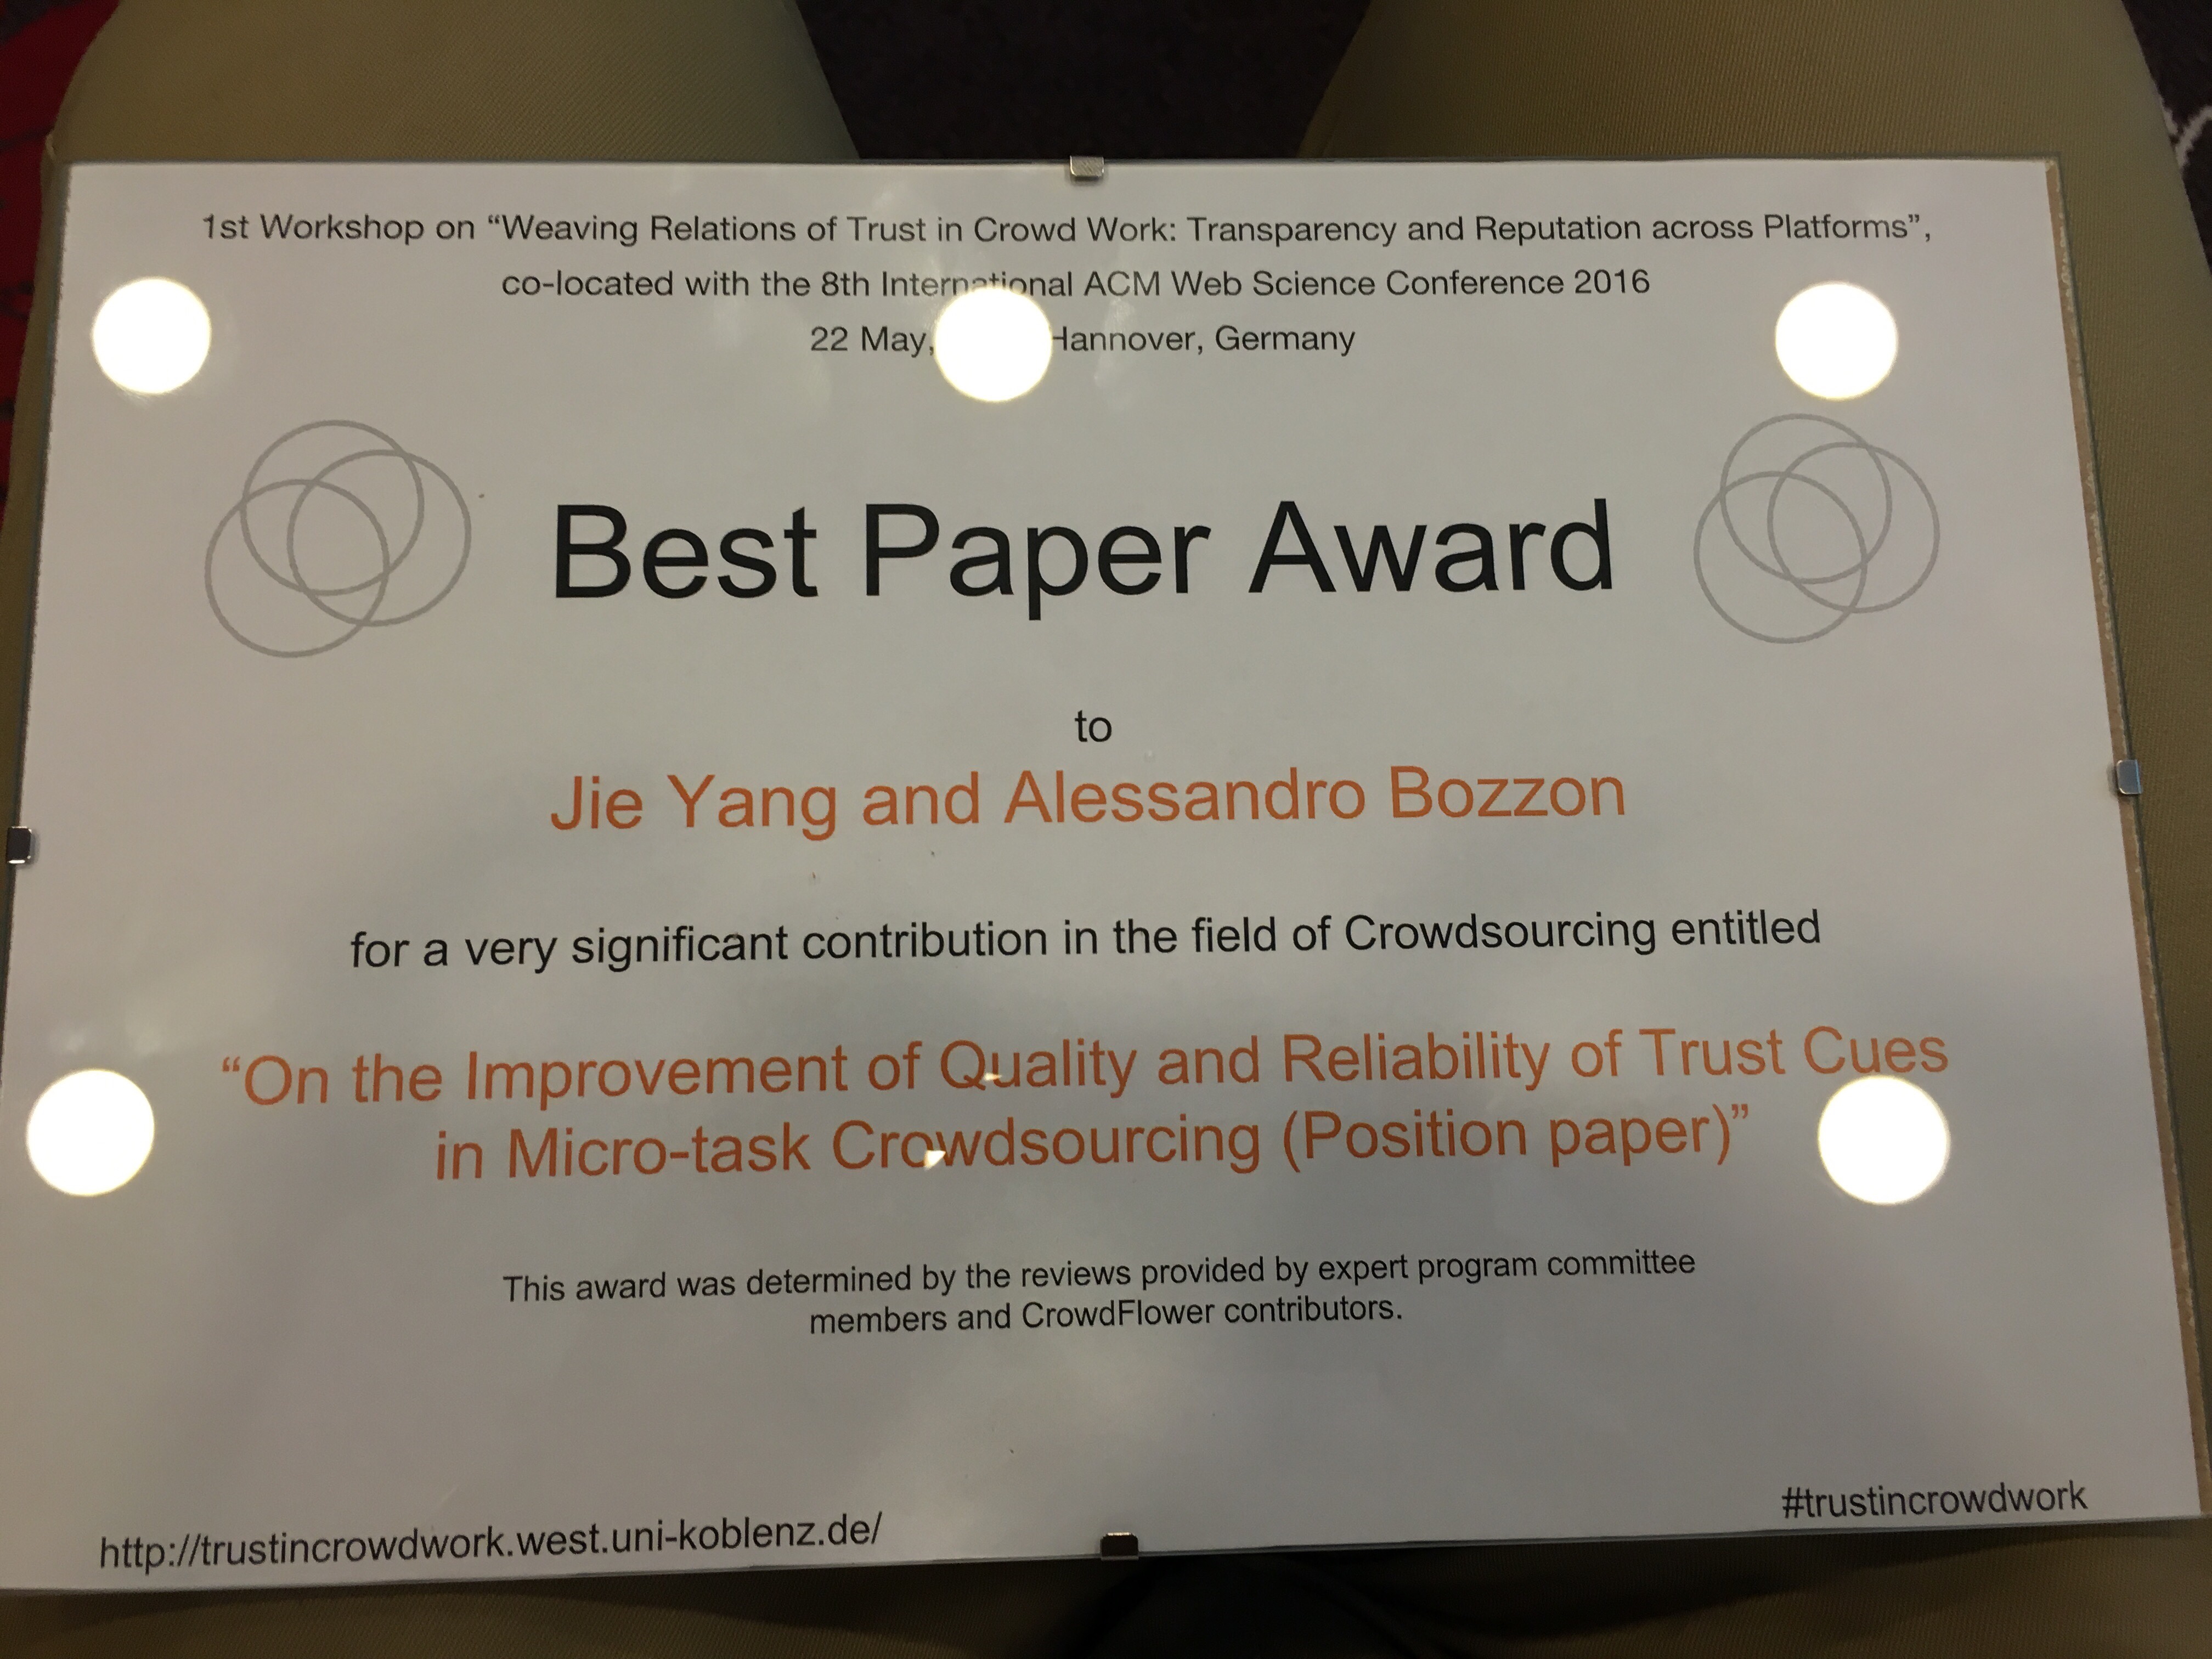 1st Workshop on “Weaving Relations of Trust in Crowd Work: Transparency and Reputation across Platforms”,
co-located with the 8th International ACM Web Science Conference 2016
22 May, Hannover, Germany
Best Paper Award
to
Jie Yang and Alessandro Bozzon
for a very significant contribution in the field of Crowdsourcing entitled
“On the Improvement of Quality and Reliability of Trust Cues
in Micro-task Crowdsourcing (Position paper)”
This award was determined by the reviews provided by expert program committee
members and CrowdFlower contributors.
http://trustincrowdwork.west.uni-koblenz.de/
#trustincrowdwork